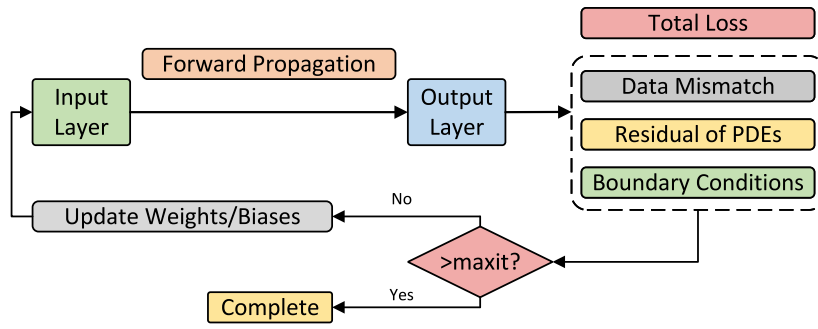 Total Loss
Forward Propagation
Input
Layer
Output
Layer
Data Mismatch
Residual of PDEs
Boundary Conditions
Update Weights/Biases
No
>maxit?
Yes
Complete